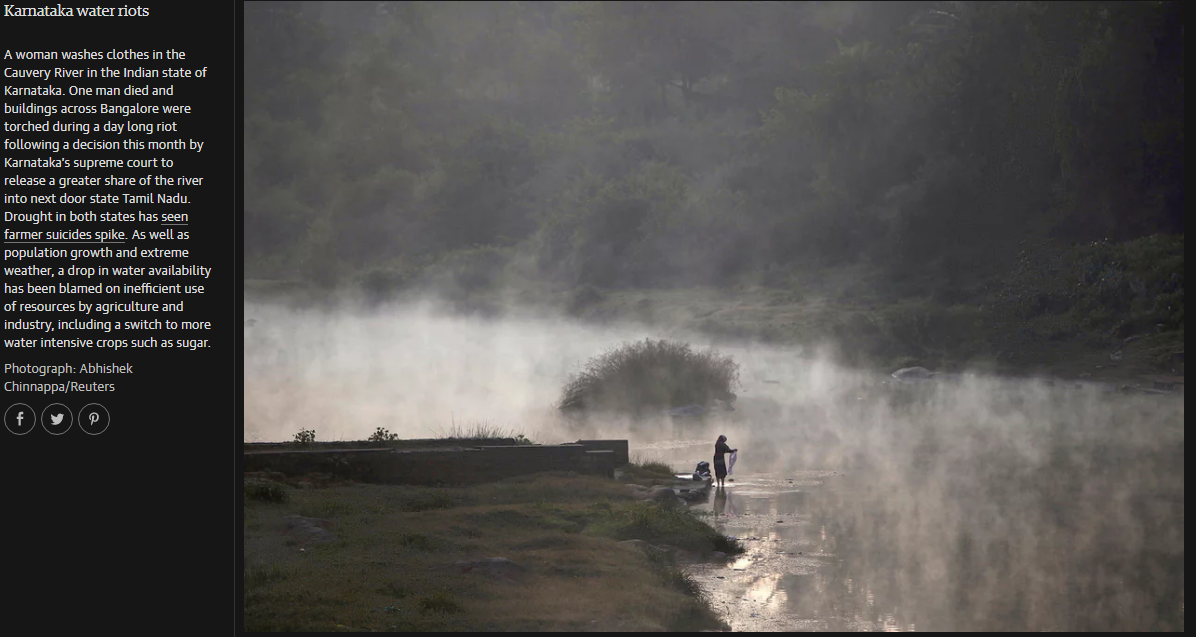 Karnataka water riots
A woman washes clothes in the
Cauvery River in the Indian state of
Karnataka. One man died and
buildings across Bangalore were
torched during a day long riot
following a decision this month by
Karnataka's supreme court to
release a greater share of the river
into next door state Tamil Nadu.
Drought in both states has seen
farmer suicides spike. As well as
population growth and extreme
weather, a drop in water availability
has been blamed on inefficient use
of resources by agriculture and
industry, including a switch to more
water intensive crops such as sugar.
Photograph: Abhishek
Chinnappa/Reuters